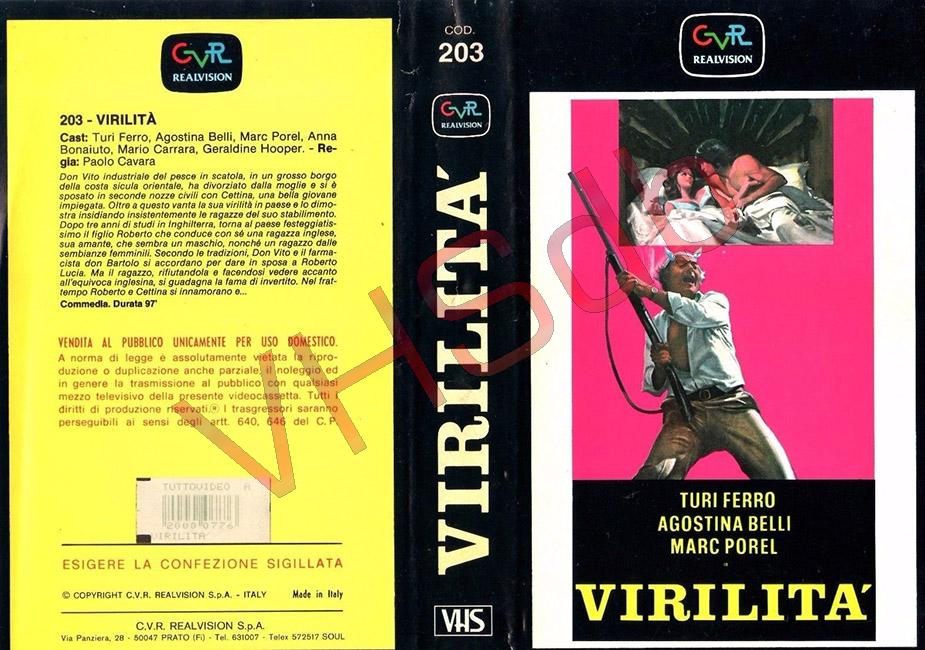 CVR
REALVISION
203 - VIRILITÀ
Cast: Turi Ferro, Agostina Belli, Marc Porel, Anna
Bonaiuto, Mario Carrara, Geraldine Hooper. - Re-
gia: Paolo Cavara
Don Vito industriale del pesce in scatola, in un grosso borgo
della costa sicula orientale, ha divorziato dalla moglie e si è
sposato in seconde nozze civili con Cettina, una bella giovane
impiegata. Oltre a questo vanta la sua virilità in paese e lo dimo-
stra insidiando insistentemente le ragazze del suo stabilimento.
Dopo tre anni di studi in Inghilterra, torna al paese festeggiatis-
simo il figlio Roberto che conduce con sé una ragazza inglese,
sua amante, che sembra un maschio, nonché un ragazzo dalle
sembianze femminili. Secondo le tradizioni, Don Vito e il farma-
cista don Bartolo si accordano per dare in sposa a Roberto
Lucia. Ma il ragazzo, rifiutandola e facendosi vedere accanto
all'equivoca inglesina, si guadagna la fama di invertito. Nel frat-
tempo Roberto e Cettina si innamorano e...
Commedia. Durata 97'
VENDITA AL PUBBLICO UNICAMENTE PER USO DOMESTICO.
A norma di legge è assolutamente vietata la ripro-
duzione o duplicazione anche parziale, il noleggio ed
in genere la trasmissione al pubblico con qualsiasi
mezzo televisivo della presente videocassetta. Tutti i
diritti di produzione riservati. ® I trasgressori saranno
perseguibili ai sensi degli artt. 640, 646 del C.P.
TUTTOVIDEO A
20000776
VIRILITA'
ESIGERE LA CONFEZIONE SIGILLATA
© COPYRIGHT C.V.R. REALVISION S.p.A. - ITALY Made in Italy
C.V.R. REALVISION S.p.A.
Via Panziera, 28 - 50047 PRATO (Fi) - Tel. 631007 - Telex 572517 SOUL
COD.
203
CVR
REALVISION
VIRILITA'
VHS
CVR
REALVISION
TURI FERRO
AGOSTINA BELLI
MARC POREL
in
VIRILITA'
VHSdb